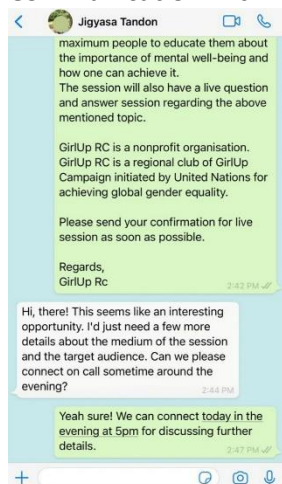 Jigyasa Tandon
maximum people to educate them about
the importance of mental well-being and
how one can achieve it.
The session will also have a live question
and answer session regarding the above
mentioned topic.
GirlUp RC is a nonprofit organisation.
GirlUp RC is a regional club of GirlUp
Campaign initiated by United Nations for
achieving global gender equality.
Please send your confirmation for live
session as soon as possible.
Regards,
GirlUp Rc
2:42 PM
Hi, there! This seems like an interesting
opportunity. I'd just need a few more
details about the medium of the session
and the target audience. Can we please
connect on call sometime around the
evening?
2:44 PM
Yeah sure! We can connect today in the
evening at 5pm for discussing further
details.
2:47 PM